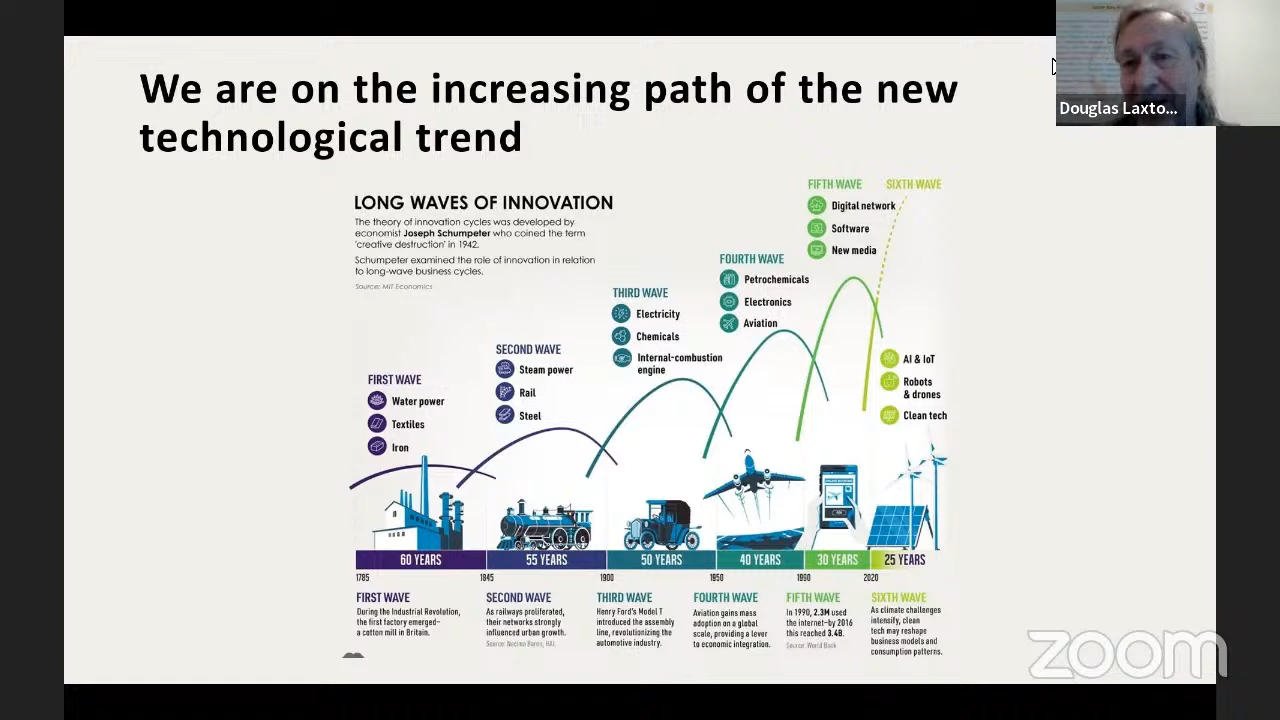 We are on the increasing path of the new
technological trend
Douglas Laxto...
LONG WAVES OF INNOVATION
The theory of innovation cycles was developed by
economist Joseph Schumpeter who coined the term
'creative destruction' in 1942.
Schumpeter examined the role of innovation in relation
to long-wave business cycles.
Source: MIT Economics
FIRST WAVE
Water power
Textiles
Iron
SECOND WAVE
Steam power
Rail
Steel
THIRD WAVE
Electricity
Chemicals
Internal-combustion
engine
FOURTH WAVE
Petrochemicals
Electronics
Aviation
FIFTH WAVE
Digital network
Software
New media
SIXTH WAVE
AI & IoT
Robots
& drones
Clean tech
60 YEARS
55 YEARS
50 YEARS
40 YEARS
30 YEARS
25 YEARS
1785
1845
1900
1950
1990
2020
FIRST WAVE
During the Industrial Revolution,
the first factory emerged—
a cotton mill in Britain.
SECOND WAVE
As railways proliferated,
their networks strongly
influenced urban growth.
THIRD WAVE
Henry Ford's Model T
introduced the assembly
line, revolutionizing the
automotive industry.
FOURTH WAVE
Aviation gains mass
adoption on a global
scale, providing a lever
to economic integration.
FIFTH WAVE
In 1990, 2.3M used
the internet—by 2016
this reached 3.4B.
Source: World Bank
SIXTH WAVE
As climate challenges
intensify, clean
tech may reshape
business models and
consumption patterns.
zoom